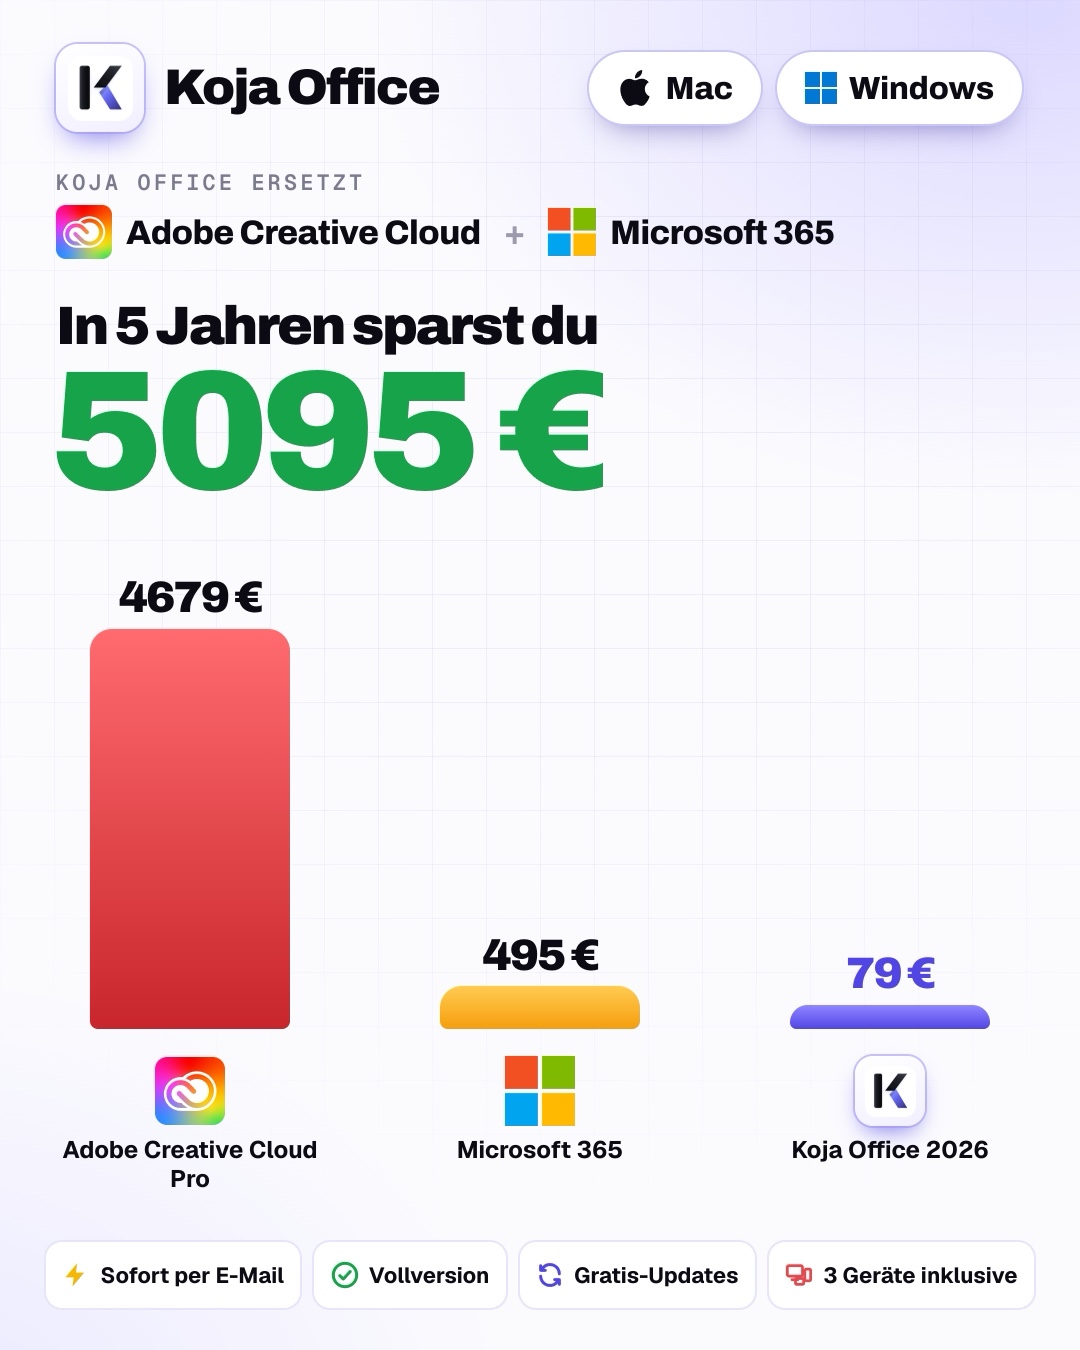 Koja Office
Mac
Windows
KOJA OFFICE ERSETZT
Adobe Creative Cloud + Microsoft 365
In 5 Jahren sparst du
5095 €
4679 €
495 €
79 €
Adobe Creative Cloud
Pro
Microsoft 365
Koja Office 2026
Sofort per E-Mail
Vollversion
Gratis-Updates
3 Geräte inklusive